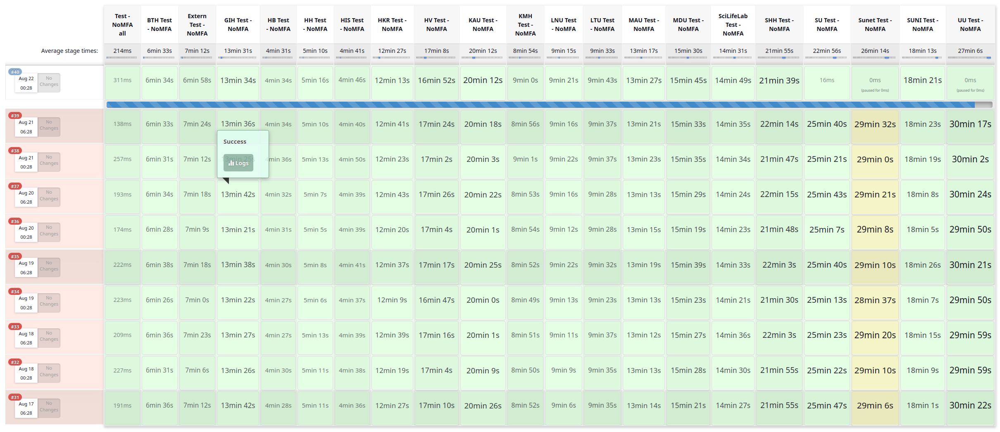 Test - NoMFA all	BTH Test - NoMFA	Extern Test - NoMFA	GIH Test - NoMFA	HB Test - NoMFA	HH Test - NoMFA	HIS Test - NoMFA	HKR Test - NoMFA	HV Test - NoMFA	KAU Test - NoMFA	KMH Test - NoMFA	LNU Test - NoMFA	LTU Test - NoMFA	MAU Test - NoMFA	MDU Test - NoMFA	SciLifeLab Test - NoMFA	SHH Test - NoMFA	SU Test - NoMFA	Sunet Test - NoMFA	SUNI Test - NoMFA	UU Test - NoMFA
Average stage times:	214ms	6min 33s	7min 12s	13min 31s	4min 31s	5min 10s	4min 41s	12min 27s	17min 8s	20min 12s	8min 54s	9min 15s	9min 33s	13min 17s	15min 30s	14min 31s	21min 55s	22min 56s	26min 14s	18min 13s	27min 6s
#40
Aug 22	No Changes
00:28
311ms	6min 34s	6min 58s	13min 34s	4min 34s	5min 16s	4min 46s	12min 13s	16min 52s	20min 12s	9min 0s	9min 21s	9min 43s	13min 27s	15min 45s	14min 49s	21min 39s	16ms	0ms	18min 21s	0ms
(paused for 0ms)	(paused for 0ms)
#39
Aug 21	No Changes
06:28
138ms	6min 33s	7min 24s	13min 36s	4min 34s	5min 10s	4min 40s	12min 41s	17min 24s	20min 18s	8min 56s	9min 16s	9min 37s	13min 21s	15min 33s	14min 35s	22min 14s	25min 40s	29min 32s	18min 23s	30min 17s
Success
Logs
#38
Aug 21	No Changes
00:28
257ms	6min 31s	7min 12s	13min 25s	4min 36s	5min 13s	4min 50s	12min 23s	17min 2s	20min 3s	9min 1s	9min 22s	9min 37s	13min 23s	15min 35s	14min 34s	21min 47s	25min 21s	29min 0s	18min 19s	30min 2s
#37
Aug 20	No Changes
06:28
193ms	6min 34s	7min 18s	13min 42s	4min 32s	5min 7s	4min 39s	12min 43s	17min 26s	20min 22s	8min 53s	9min 16s	9min 28s	13min 13s	15min 29s	14min 24s	22min 15s	25min 43s	29min 21s	18min 8s	30min 24s
#36
Aug 20	No Changes
00:28
174ms	6min 28s	7min 9s	13min 21s	4min 31s	5min 5s	4min 39s	12min 20s	17min 4s	20min 1s	8min 54s	9min 12s	9min 28s	13min 15s	15min 19s	14min 23s	21min 48s	25min 7s	29min 8s	18min 5s	29min 50s
#35
Aug 19	No Changes
06:28
222ms	6min 38s	7min 18s	13min 38s	4min 30s	5min 8s	4min 41s	12min 37s	17min 17s	20min 25s	8min 52s	9min 22s	9min 32s	13min 19s	15min 39s	14min 33s	22min 3s	25min 40s	29min 10s	18min 26s	30min 21s
#34
Aug 19	No Changes
00:28
223ms	6min 26s	7min 0s	13min 22s	4min 27s	5min 6s	4min 37s	12min 9s	16min 47s	20min 0s	8min 49s	9min 13s	9min 23s	13min 13s	15min 23s	14min 21s	21min 30s	25min 13s	28min 37s	18min 7s	29min 50s
#33
Aug 18	No Changes
06:28
209ms	6min 36s	7min 23s	13min 27s	4min 27s	5min 13s	4min 39s	12min 39s	17min 16s	20min 1s	8min 51s	9min 11s	9min 37s	13min 12s	15min 27s	14min 36s	22min 3s	25min 23s	29min 20s	18min 15s	29min 59s
#32
Aug 18	No Changes
00:28
227ms	6min 31s	7min 6s	13min 26s	4min 30s	5min 11s	4min 38s	12min 19s	17min 4s	20min 9s	8min 50s	9min 9s	9min 35s	13min 13s	15min 28s	14min 30s	21min 55s	25min 22s	29min 10s	18min 9s	29min 59s
#31
Aug 17	No Changes
06:28
191ms	6min 36s	7min 12s	13min 42s	4min 28s	5min 11s	4min 36s	12min 27s	17min 10s	20min 26s	8min 52s	9min 6s	9min 35s	13min 14s	15min 21s	14min 27s	21min 55s	25min 47s	29min 6s	18min 1s	30min 22s